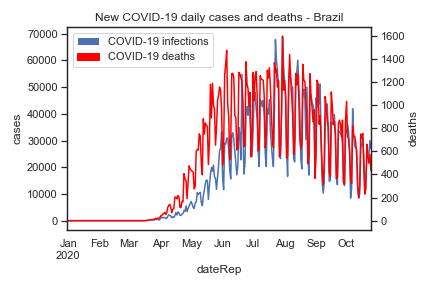 New COVID-19 daily cases and deaths - Brazil
COVID-19 infections
COVID-19 deaths
70000
60000
50000
40000
30000
20000
10000
0
cases
1600
1400
1200
1000
800
600
400
200
0
deaths
Jan Feb Mar Apr May Jun Jul Aug Sep Oct
2020
dateRep